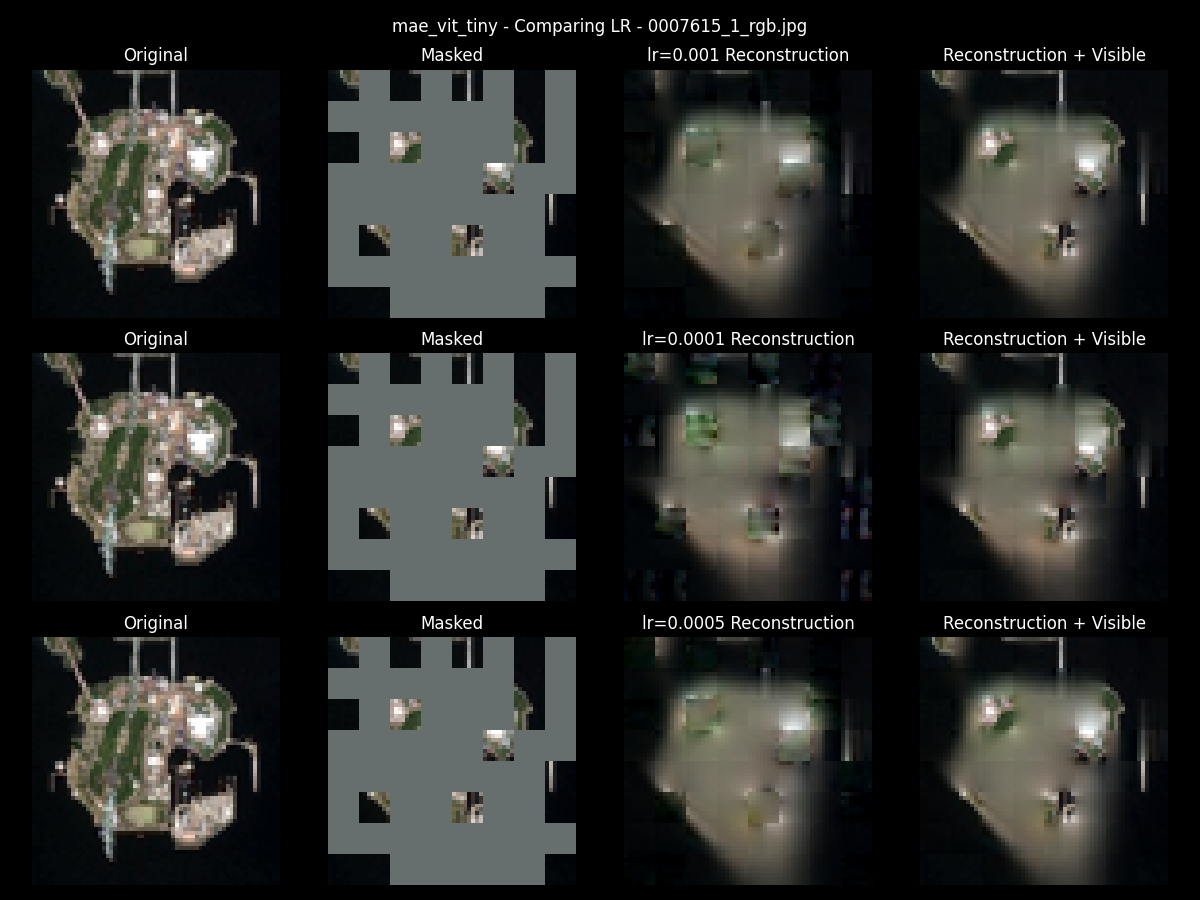 mae_vit_tiny - Comparing LR - 0007615_1_rgb.jpg
Original Masked lr=0.001 Reconstruction Reconstruction + Visible
Original Masked lr=0.0001 Reconstruction Reconstruction + Visible
Original Masked lr=0.0005 Reconstruction Reconstruction + Visible